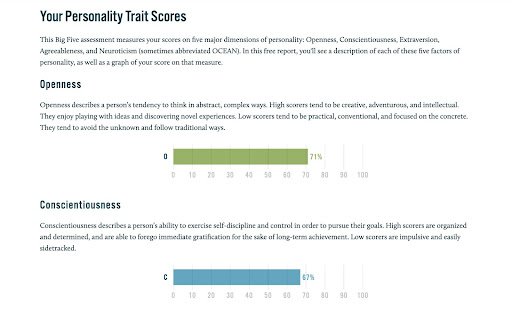 Your Personality Trait Scores
This Big Five assessment measures your scores on five major dimensions of personality: Openness, Conscientiousness, Extraversion,
Agreeableness, and Neuroticism (sometimes abbreviated OCEAN). In this free report, you'll see a description of each of these five factors of
personality, as well as a graph of your score on that measure.
Openness
Openness describes a person's tendency to think in abstract, complex ways. High scorers tend to be creative, adventurous, and intellectual.
They enjoy playing with ideas and discovering novel experiences. Low scorers tend to be practical, conventional, and focused on the concrete.
They tend to avoid the unknown and follow traditional ways.
O 71%
0 10 20 30 40 50 60 70 80 90 100
Conscientiousness
Conscientiousness describes a person's ability to exercise self-discipline and control in order to pursue their goals. High scorers are organized
and determined, and are able to forego immediate gratification for the sake of long-term achievement. Low scorers are impulsive and easily
sidetracked.
C 67%
0 10 20 30 40 50 60 70 80 90 100